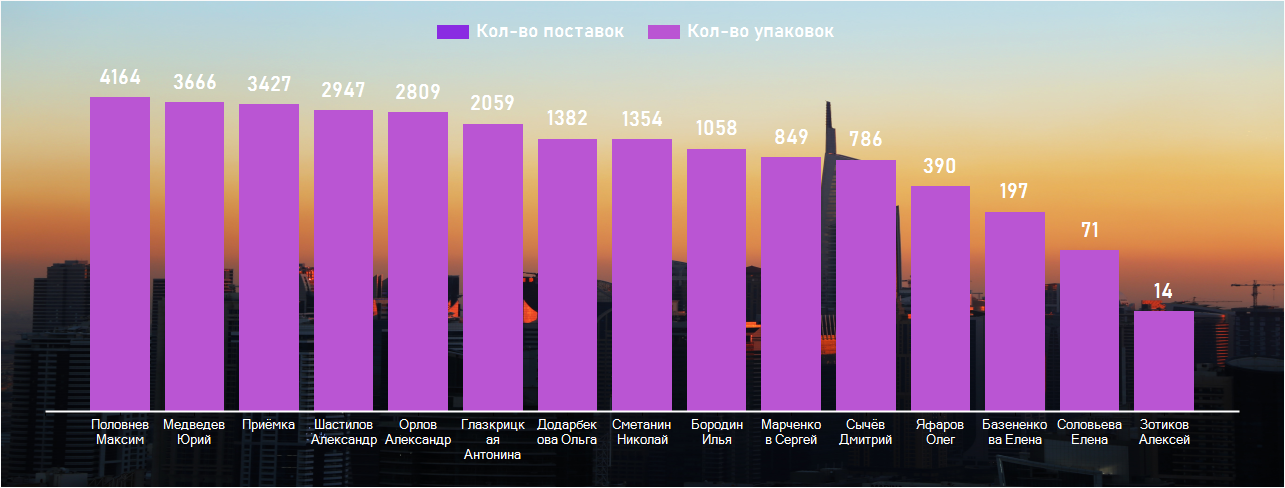 Кол-во поставок Кол-во упаковок
4164 3666 3427 2947 2809 2059 1382 1354 1058 849 786 390 197 71 14
Половнев Медведев Приёмка Шастилов Орлов Глазкрицк Додарбек Сметанин Бородин Марченко Сычёв Яфаров Базененко Соловьева Зотиков
Максим Юрий Александр Александр ая ова Ольга Николай Илья в Сергей Дмитрий Олег ва Елена Елена Алексей
Антонина